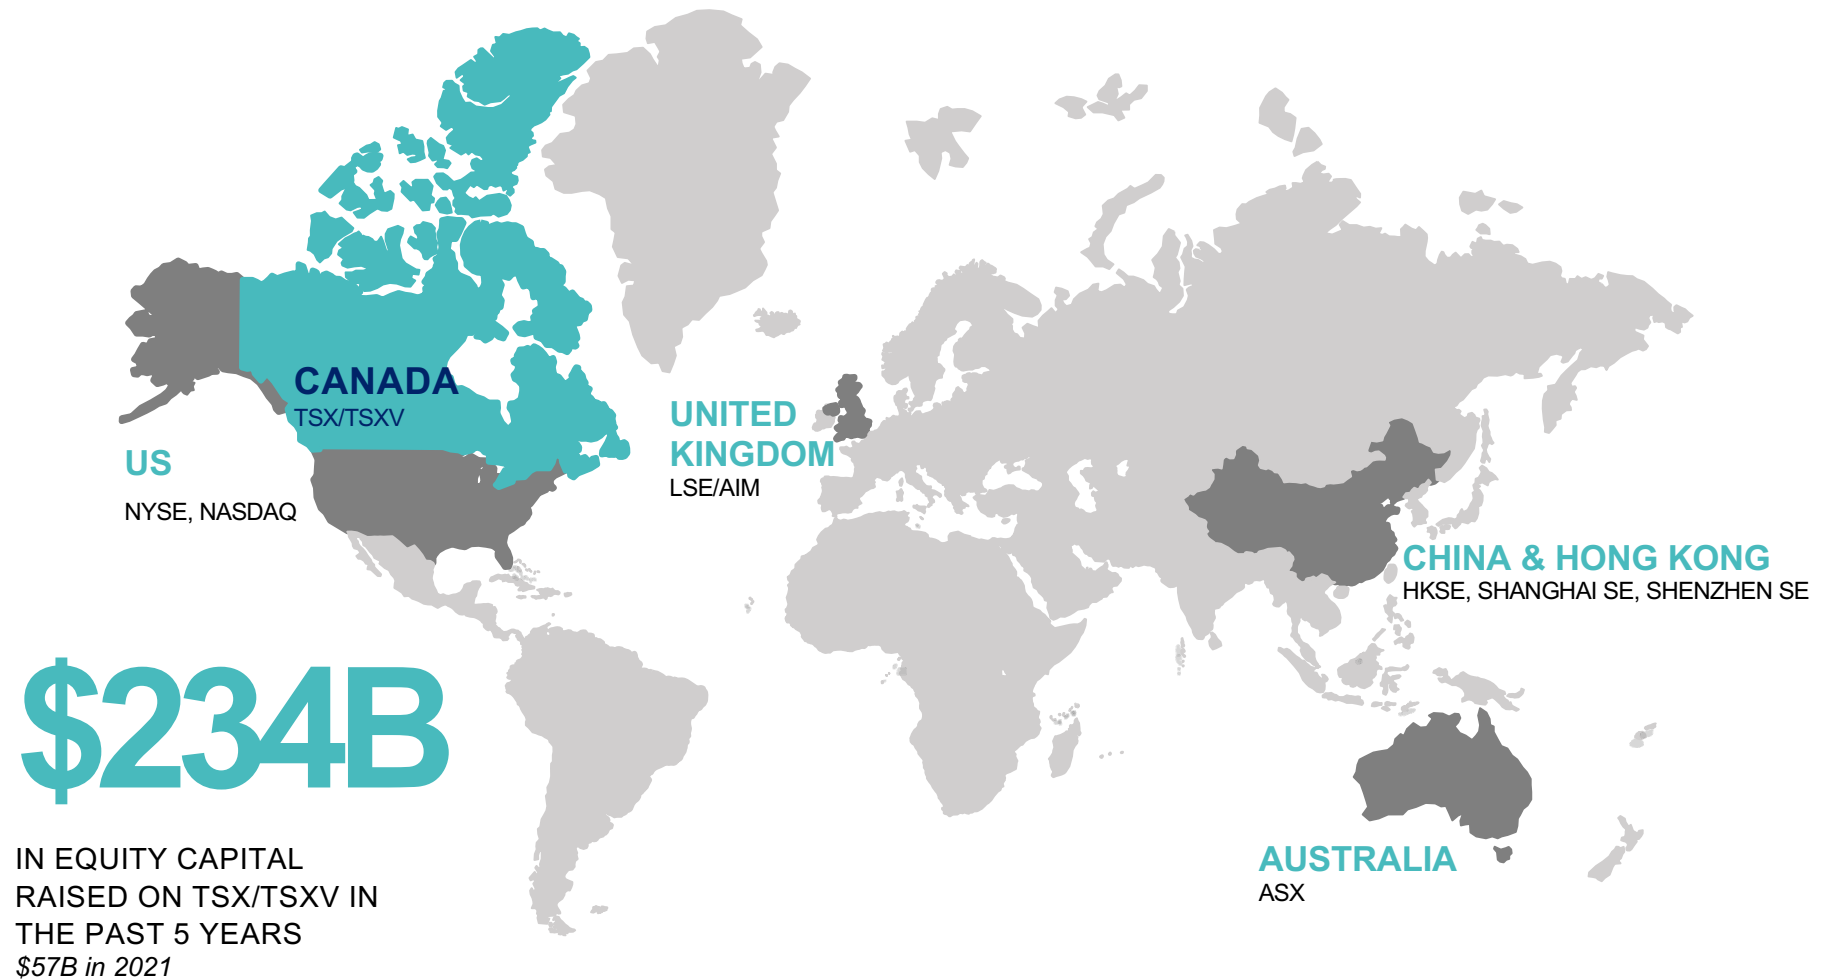 CANADA
TSX/TSXV
US
NYSE, NASDAQ
UNITED
KINGDOM
LSE/AIM
CHINA & HONG KONG
HKSE, SHANGHAI SE, SHENZHEN SE
$234B
IN EQUITY CAPITAL
RAISED ON TSX/TSXV IN
THE PAST 5 YEARS
$57B in 2021
AUSTRALIA
ASX